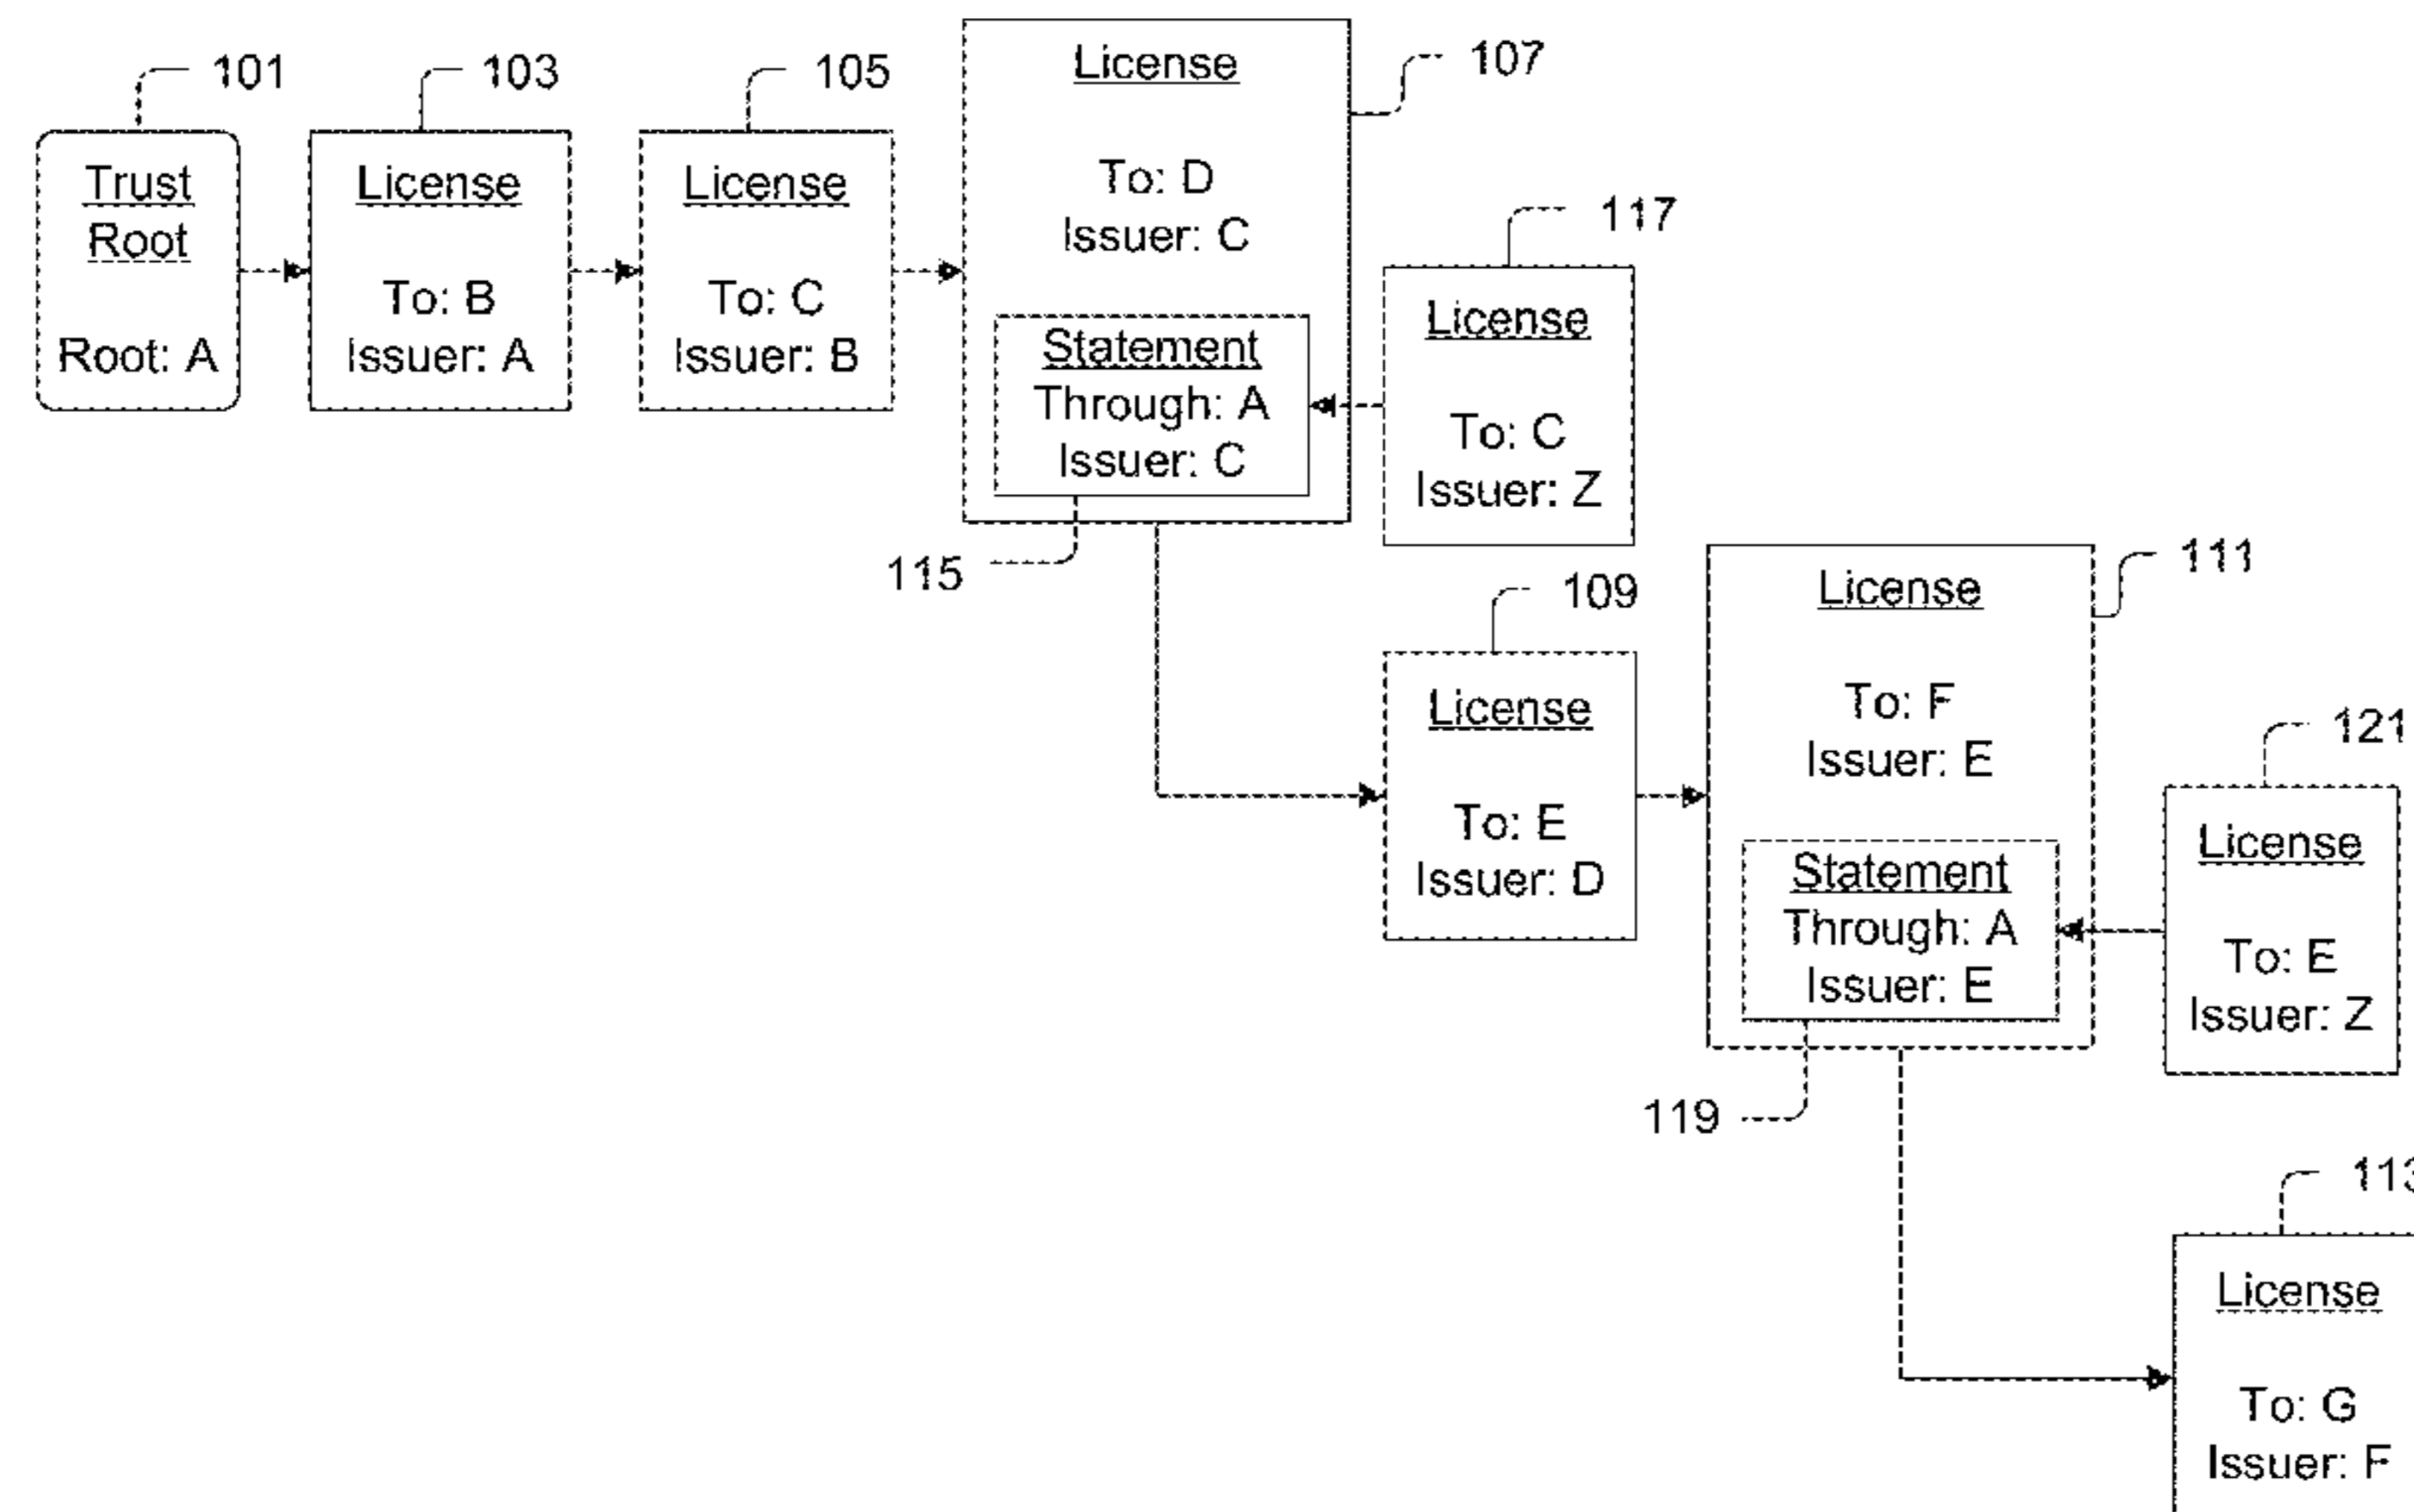 101
Trust
Root
Root: A
103
License
To: B
Issuer: A
105
License
To: C
Issuer: B
107
License
To: D
Issuer: C
Statement
Through: A
Issuer: C
115
117
License
To: C
Issuer: Z
109
License
To: E
Issuer: D
111
License
To: F
Issuer: E
Statement
Through: A
Issuer: E
119
121
License
To: E
Issuer: Z
113
License
To: G
Issuer: F